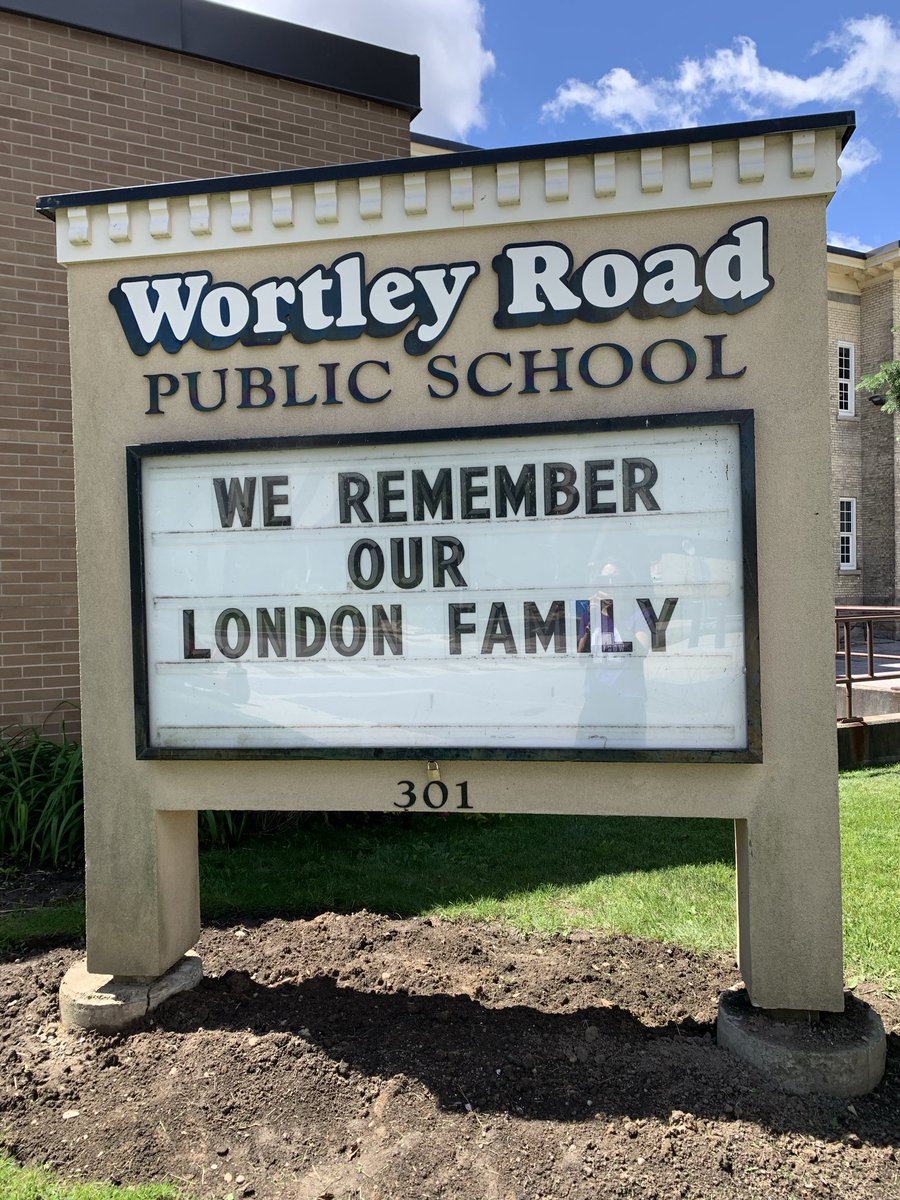 Wortley Road
PUBLIC SCHOOL
WE REMEMBER
OUR
LONDON FAMILY
301